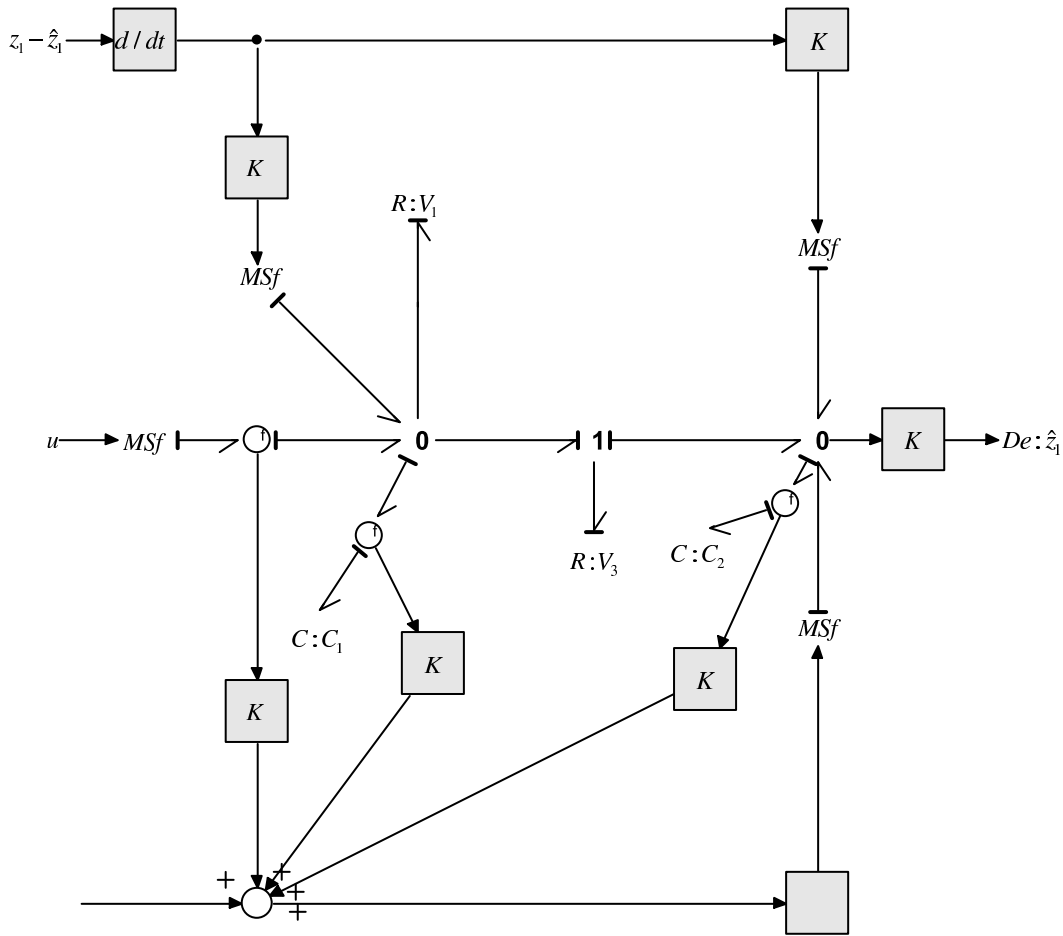 z₁ − ẑ₁
d / dt
K
K
R:V₁
MSf
MSf
u
MSf
f
0
1
0
K
De:ẑ₁
f
f
C:C₂
R:V₃
C:C₁
MSf
K
K
K
+
+
+
+